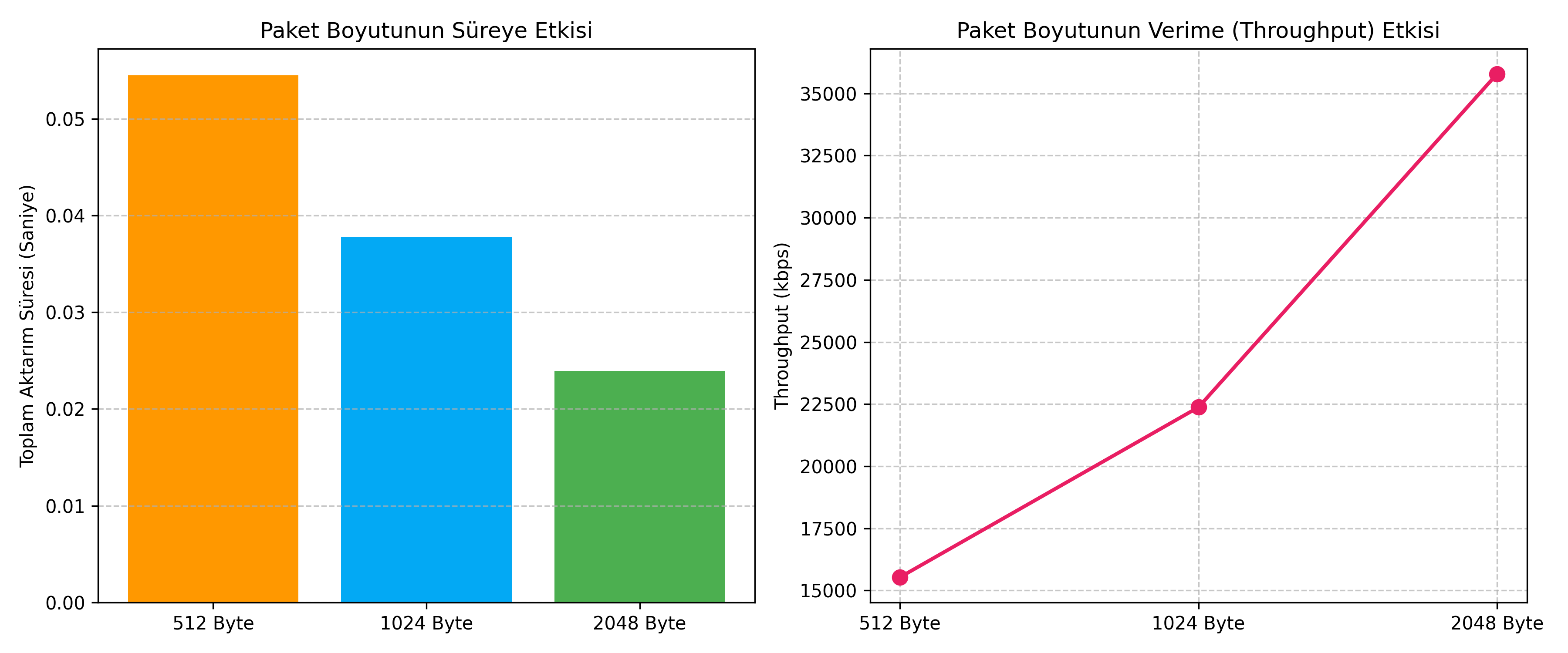 Paket Boyutunun Süreye Etkisi
Toplam Aktarım Süresi (Saniye)
0.05
0.04
0.03
0.02
0.01
0.00
512 Byte
1024 Byte
2048 Byte
Paket Boyutunun Verime (Throughput) Etkisi
Throughput (kbps)
35000
32500
30000
27500
25000
22500
20000
17500
15000
512 Byte
1024 Byte
2048 Byte